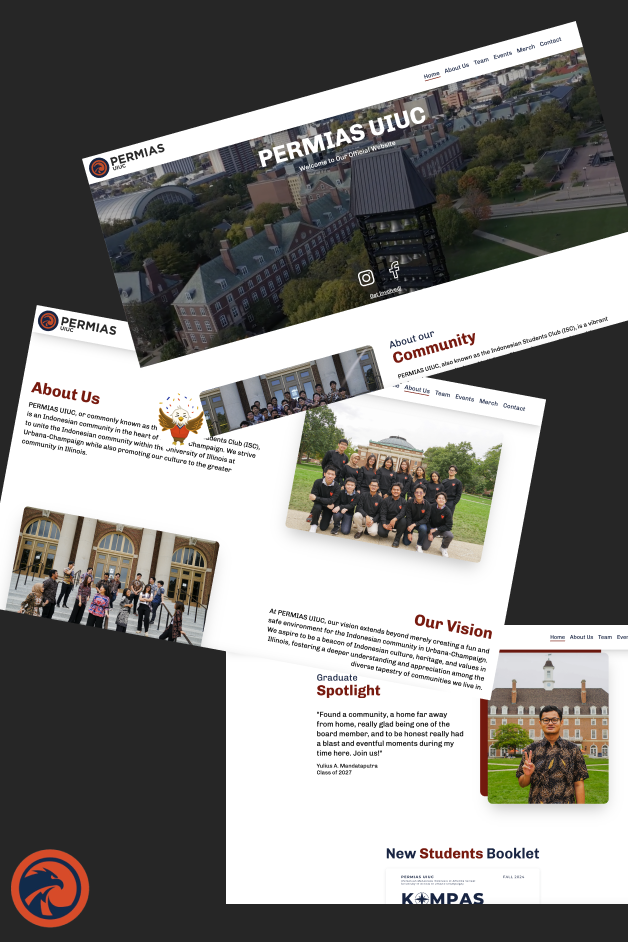 Home About Us Team Events Merch Contact
PERMIAS
UIUC
PERMIAS UIUC
Welcome to Our Official Website
Get Involved!
About our
Community
PERMIAS UIUC, also known as the Indonesian Students Club (ISC), is a vibrant
PERMIAS
UIUC
About Us Team Events Merch Contact
About Us
PERMIAS UIUC, or commonly known as th
udents Club (ISC),
is an Indonesian community in the heart of
Champaign. We strive
to unite the Indonesian community within the University of Illinois at
Urbana-Champaign while also promoting our culture to the greater
community in Illinois.
Our Vision
At PERMIAS UIUC, our vision extends beyond merely creating a fun and
safe environment for the Indonesian community in Urbana-Champaign.
We aspire to be a beacon of Indonesian culture, heritage, and values in
Illinois, fostering a deeper understanding and appreciation among the
diverse tapestry of communities we live in.
Home About Us Team Even
Graduate
Spotlight
"Found a community, a home far away
from home, really glad being one of the
board member, and to be honest really had
a blast and eventful moments during my
time here. Join us!"
Yulius A. Mandataputra
Class of 2027
New Students Booklet
PERMIAS UIUC
FALL 2024
KOMPAS